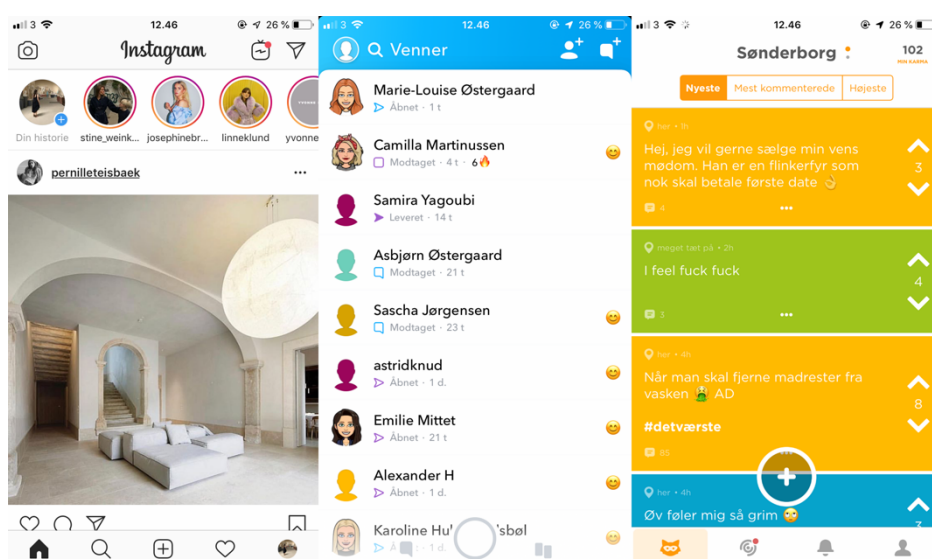 3
12.46
26 %
Instagram
Din historie
stine_weink...
josephinebr...
linneklund
yvonne
pernilleteisbaek
3
12.46
26 %
Venner
Marie-Louise Østergaard
Åbnet · 1 t
Camilla Martinussen
Modtaget · 4 t · 6🔥
Samira Yagoubi
Leveret · 14 t
Asbjørn Østergaard
Modtaget · 21 t
Sascha Jørgensen
Modtaget · 23 t
astridknud
Åbnet · 1 d.
Emilie Mittet
Åbnet · 21 t
Alexander H
Åbnet · 1 d.
Karoline
sbøl
1 d.
3
12.46
26 %
Sønderborg
102
MIN KARMA
Nyeste
Mest kommenterede
Højeste
her • 1h
Hej, jeg vil gerne sælge min vens
mødom. Han er en flinkerfyr som
nok skal betale første date 👌
3
4
meget tæt på • 2h
I feel fuck fuck
4
3
her • 4h
Når man skal fjerne madrester fra
vasken 🤮 AD
#detværste
8
85
her • 4h
Øv føler mig så grim 🙄